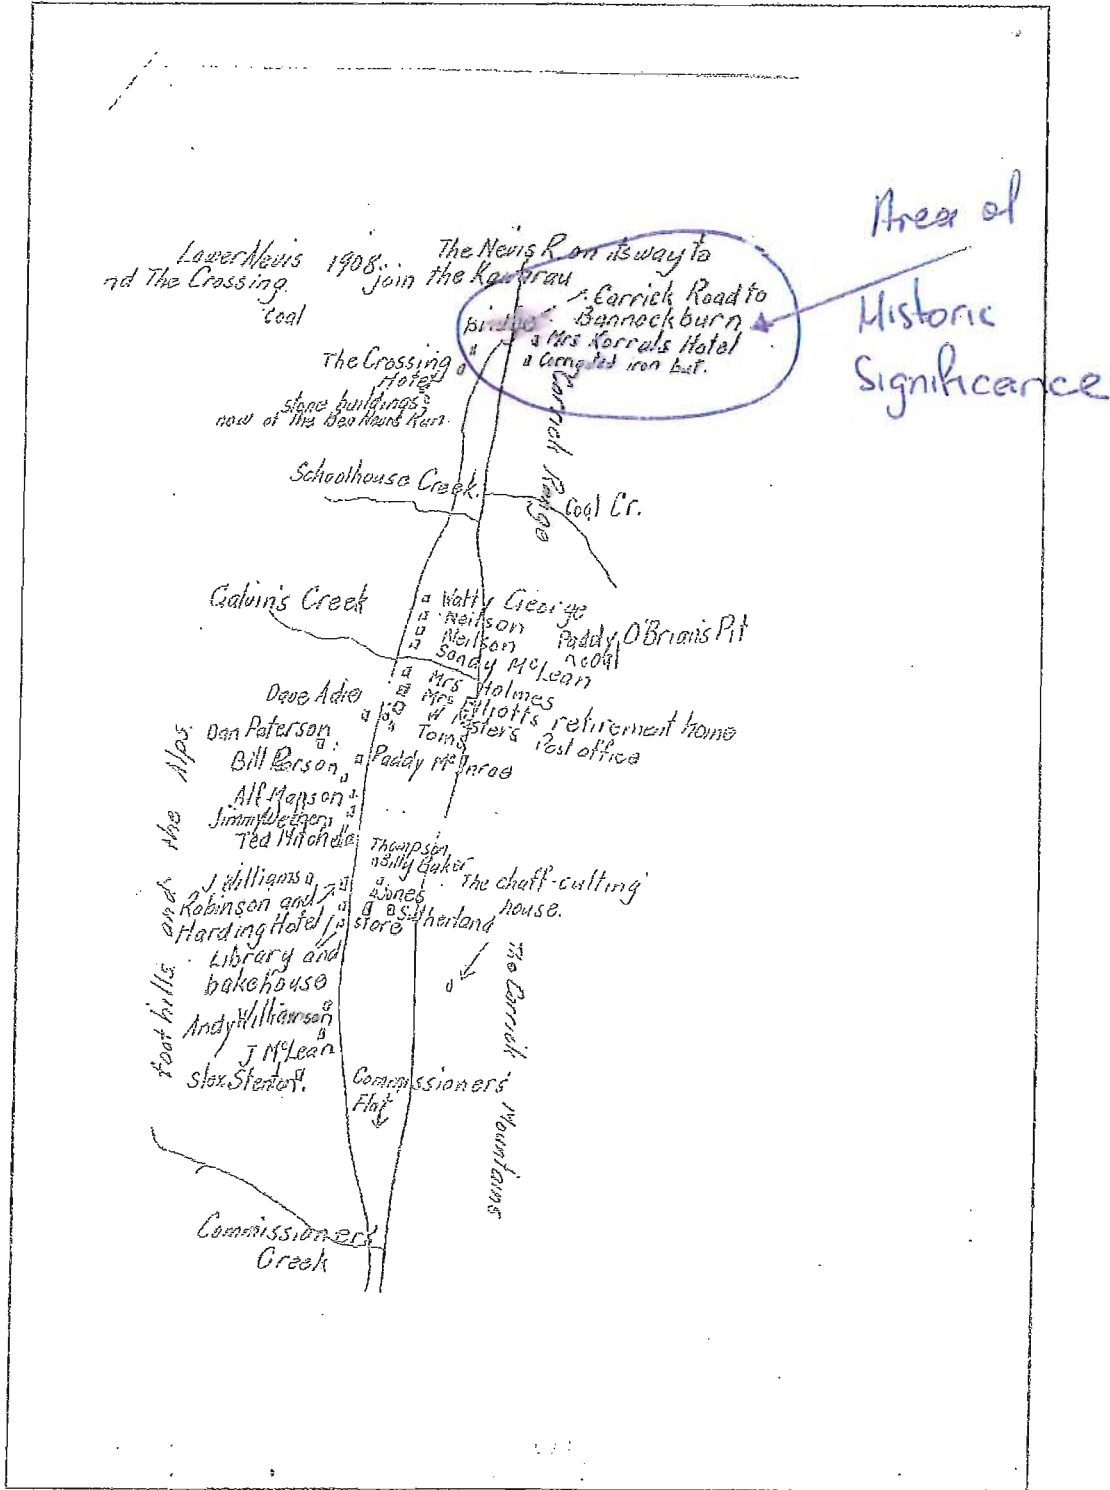 Area of
Historic
Significance
Lower Nevis 1908.
nd The Crossing.
Coal
The Nevis R. on its way to
join the Kawarau
Carrick Road to
Bannockburn
Bridge
Mrs Korrals Hotel
Corrugated iron but.
The Crossing
Hotel
stone buildings
now of the Ben Nevis Run.
Carrick Range
Schoolhouse Creek.
Coal Cr.
Galvin's Creek
Watty George
Neilson
Neilson
Sandy McLean
Paddy O'Brian's Pit
coal
Mrs Holmes
Mrs Elliotts retirement home
Post office
Toms
Dave Adie
Dan Paterson
Bill Person
Paddy McInroe
Alf Mapson
Ted Mitchell
foot hills and the Alps.
Thompson
Billy Baker
Jones
Sutherland
store
The chaff-cutting
house.
J Williams
Robinson and
Harding Hotel
Library and
bakehouse
Andy Williamson
J McLean
The Carrick Mountains
Commissioners'
Flat
Commissioners
Creek